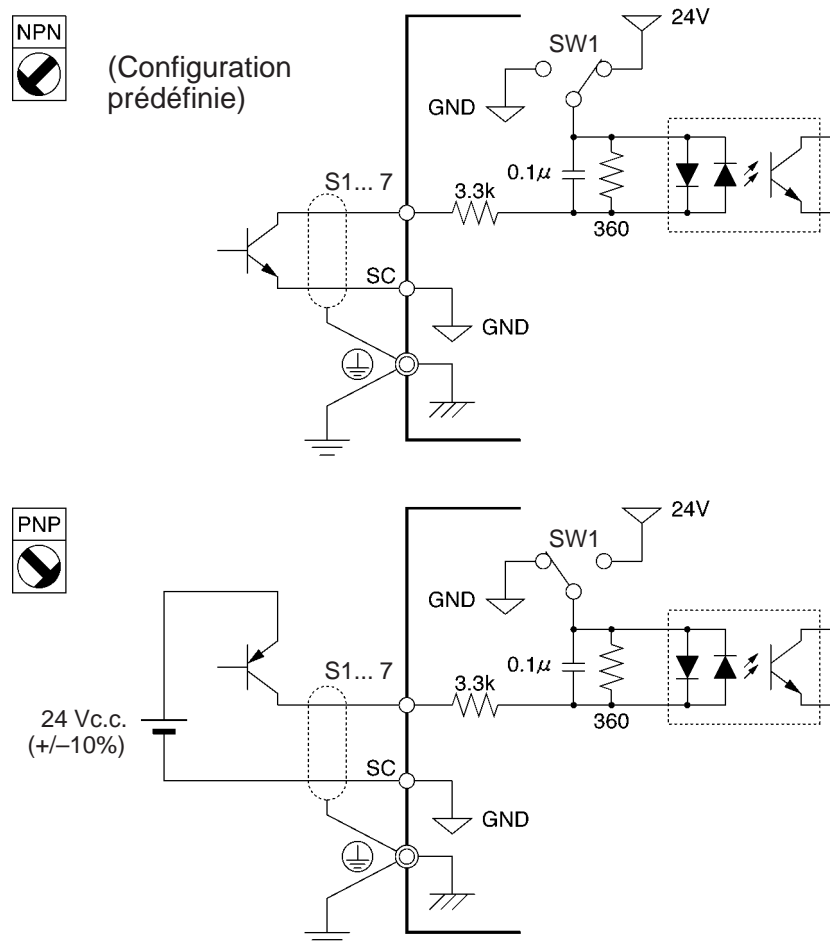 NPN
(Configuration
prédéfinie)
24V
SW1
GND
S1... 7
3.3k
0.1μ
360
SC
GND
PNP
24V
SW1
GND
S1... 7
3.3k
0.1μ
360
24 Vc.c.
(+/–10%)
SC
GND